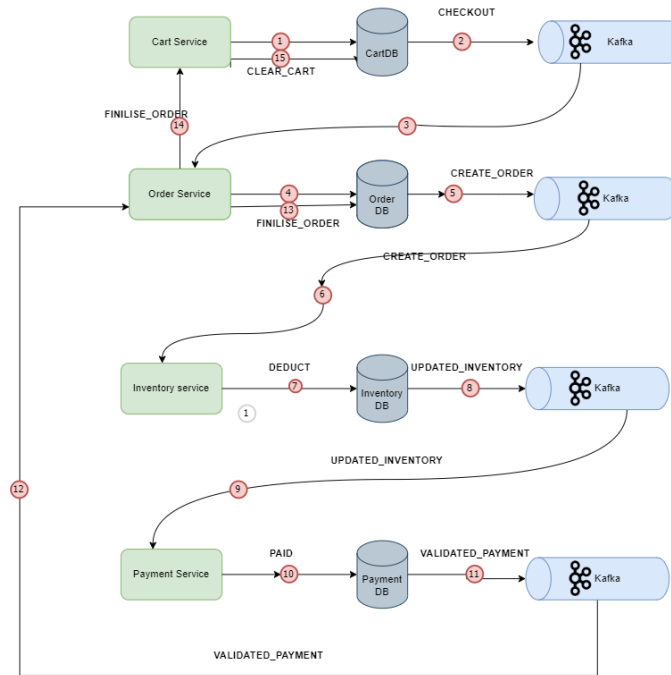 CHECKOUT
Cart Service
1
CartDB
2
Kafka
15
CLEAR_CART
FINILISE_ORDER
14
3
Order Service
4
Order
DB
5
CREATE_ORDER
Kafka
13
FINILISE_ORDER
CREATE_ORDER
6
Inventory service
DEDUCT
7
Inventory
DB
UPDATED_INVENTORY
8
Kafka
1
UPDATED_INVENTORY
12
9
Payment Service
PAID
10
Payment
DB
VALIDATED_PAYMENT
11
Kafka
VALIDATED_PAYMENT